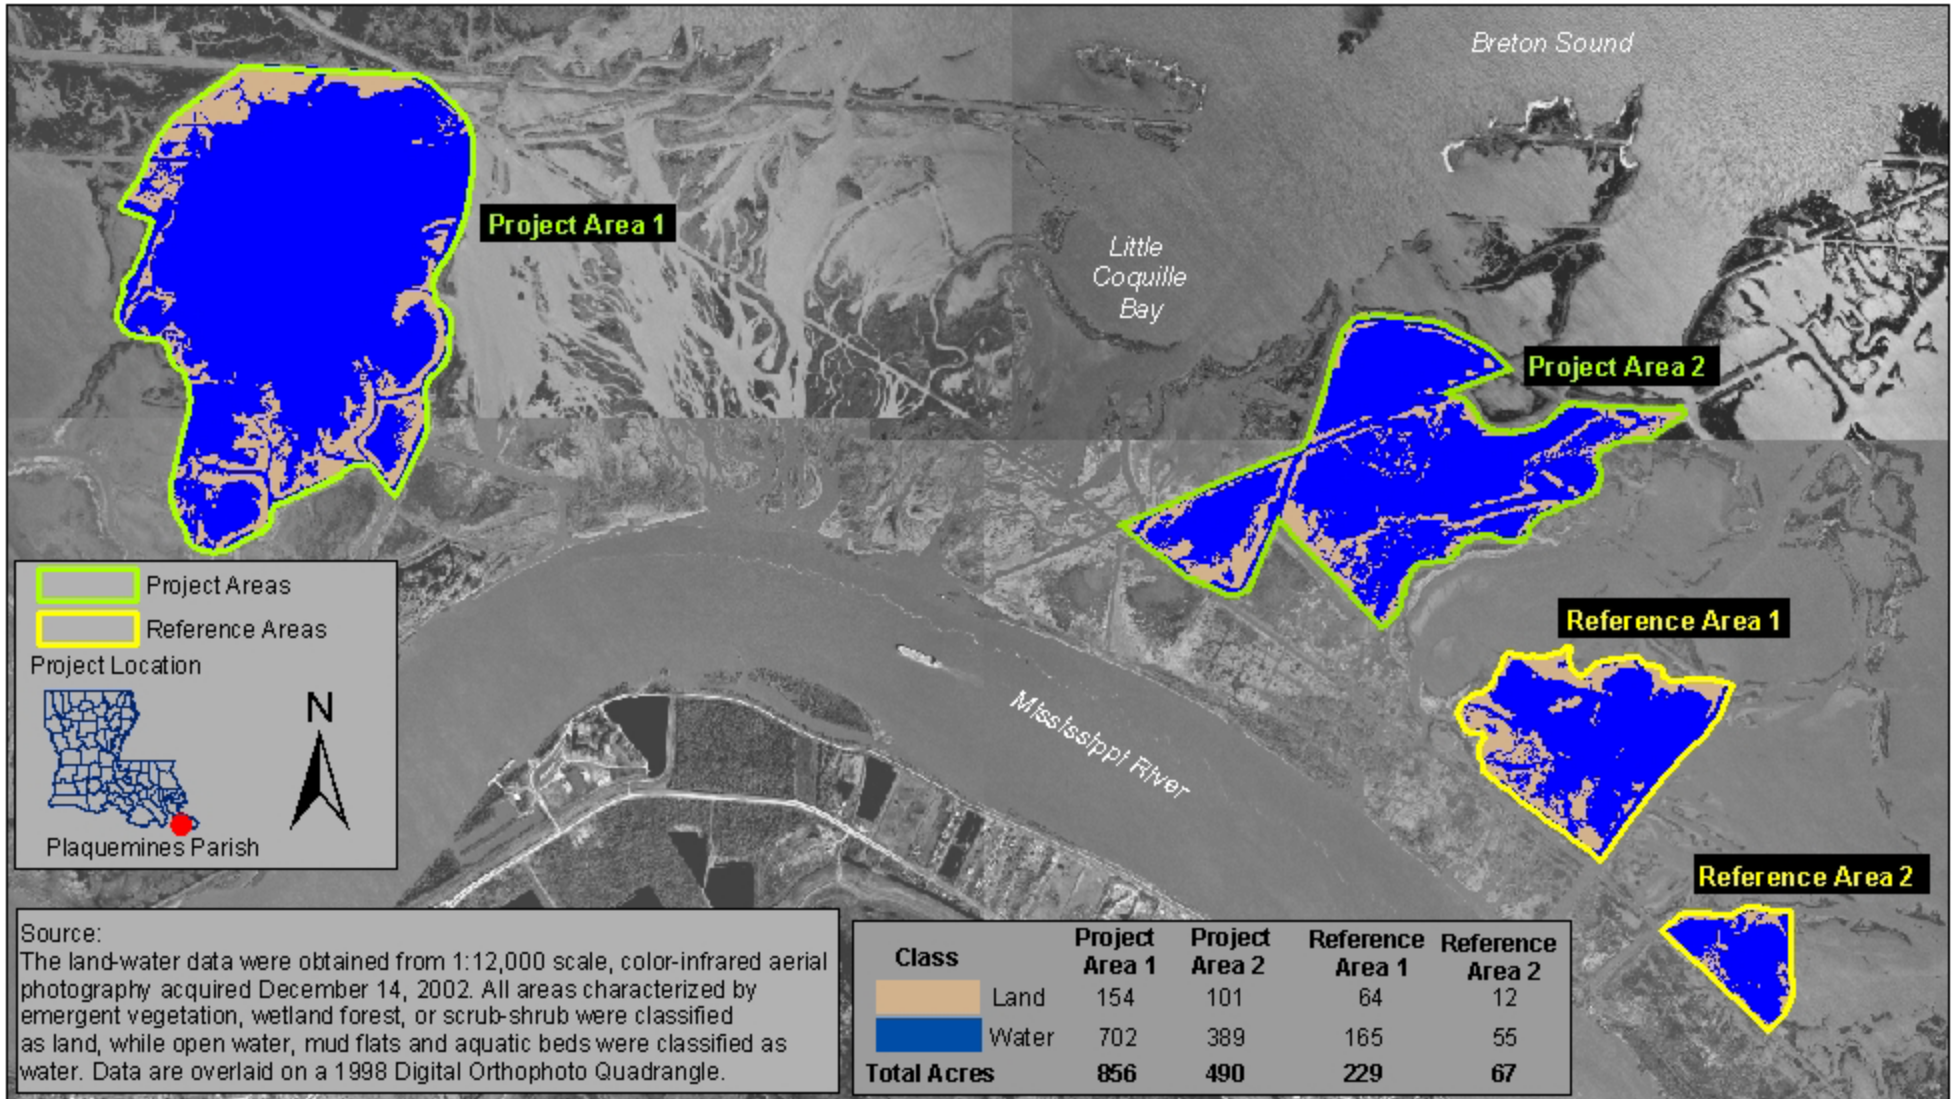 Breton Sound
Project Area 1
Little
Coquille
Bay
Project Area 2
Project Areas
Reference Areas
Project Location
N
Plaquemines Parish
Mississippi River
Reference Area 1
Reference Area 2
Source:
The land-water data were obtained from 1:12,000 scale, color-infrared aerial
photography acquired December 14, 2002. All areas characterized by
emergent vegetation, wetland forest, or scrub-shrub were classified
as land, while open water, mud flats and aquatic beds were classified as
water. Data are overlaid on a 1998 Digital Orthophoto Quadrangle.
Class Project Area 1 Project Area 2 Reference Area 1 Reference Area 2
Land 154 101 64 12
Water 702 389 165 55
Total Acres 856 490 229 67